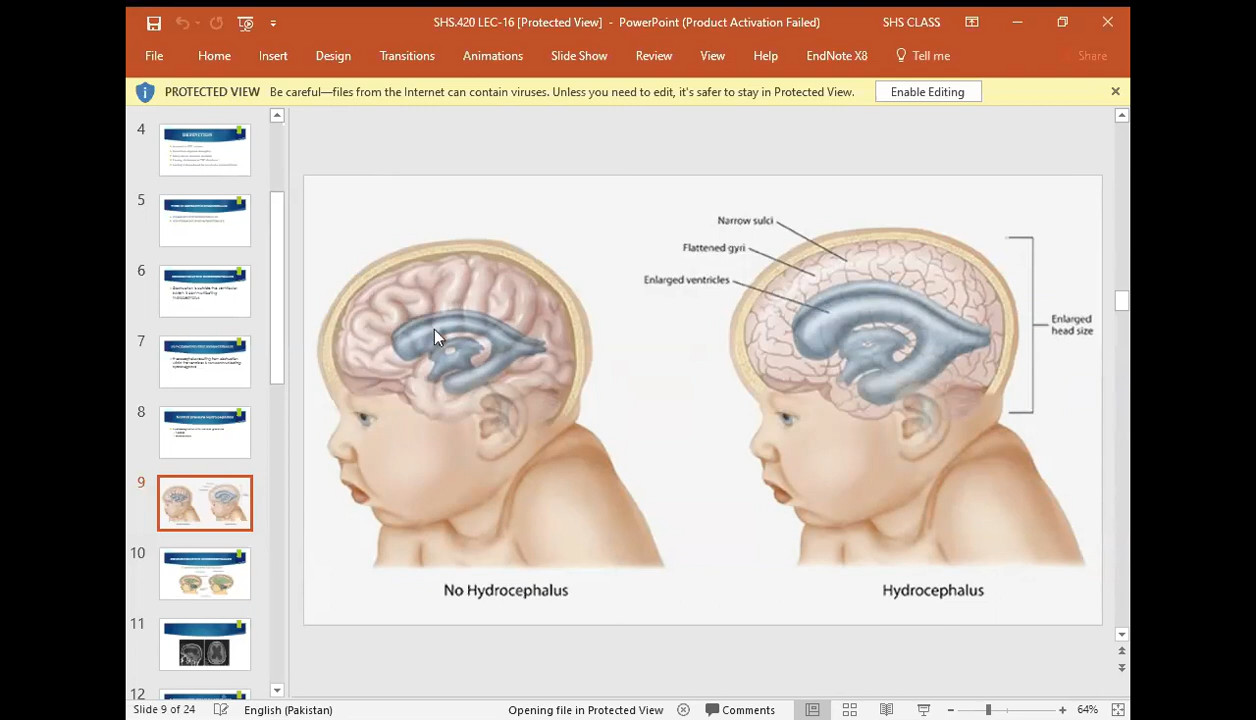 SHS.420 LEC-16 [Protected View] - PowerPoint (Product Activation Failed)
SHS CLASS
File Home Insert Design Transitions Animations Slide Show Review View Help EndNote X8 Tell me Share
PROTECTED VIEW Be careful—files from the Internet can contain viruses. Unless you need to edit, it's safer to stay in Protected View. Enable Editing
4
5
6
7
8
9
10
11
12
Narrow sulci
Flattened gyri
Enlarged ventricles
Enlarged
head size
No Hydrocephalus
Hydrocephalus
Slide 9 of 24 English (Pakistan) Opening file in Protected View Comments 64%